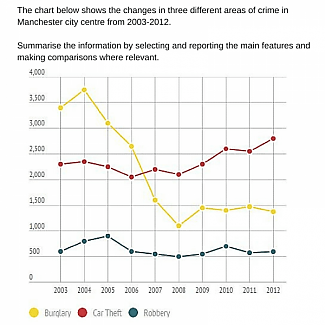 The chart below shows the changes in three different areas of crime in
Manchester city centre from 2003-2012.
Summarise the information by selecting and reporting the main features and
making comparisons where relevant.
4,000
3,500
3,000
2,500
2,000
1,500
1,000
500
0
2003 2004 2005 2006 2007 2008 2009 2010 2011 2012
Burglary Car Theft Robbery